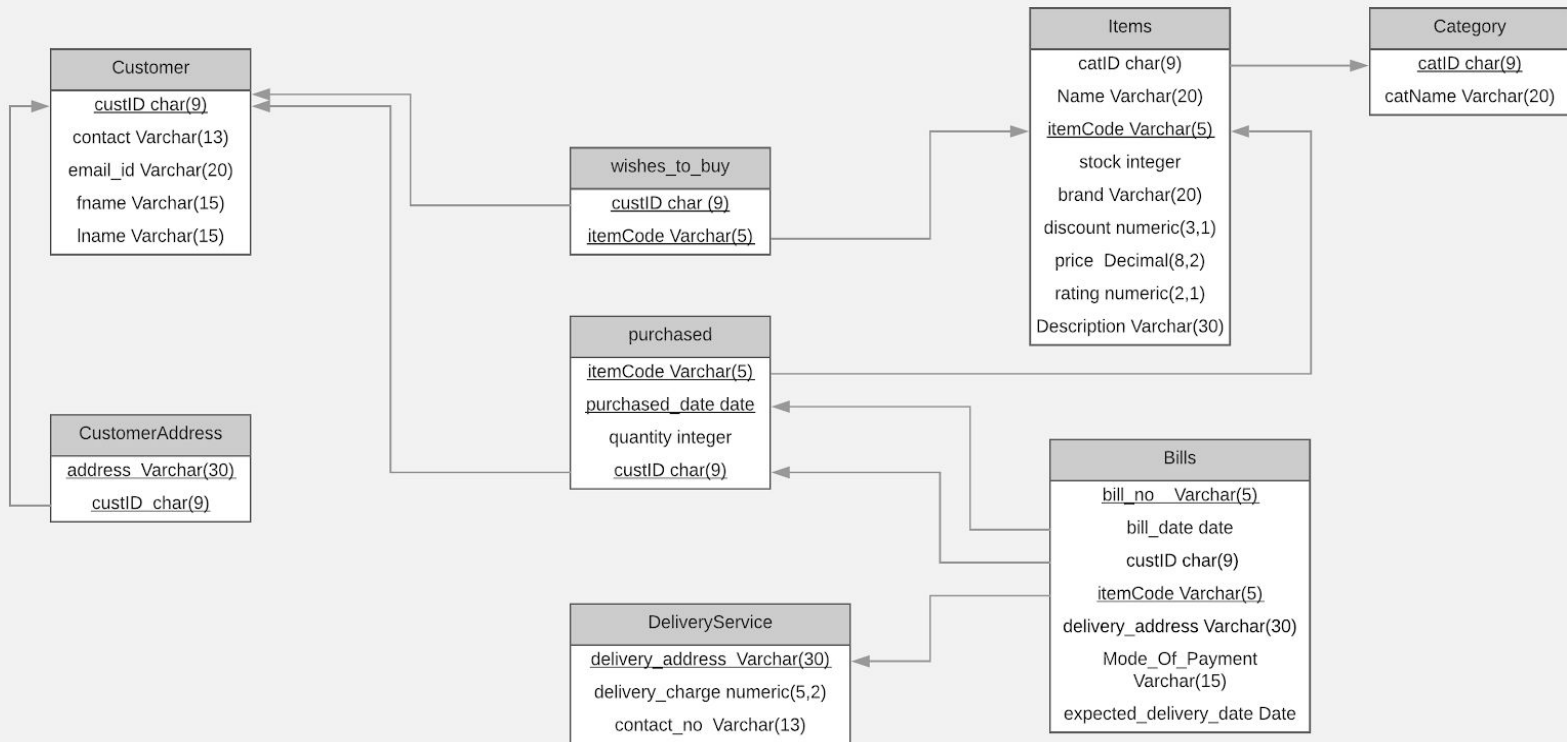 Customer
custID char(9)
contact Varchar(13)
email_id Varchar(20)
fname Varchar(15)
lname Varchar(15)
CustomerAddress
address Varchar(30)
custID char(9)
wishes_to_buy
custID char (9)
itemCode Varchar(5)
purchased
itemCode Varchar(5)
purchased_date date
quantity integer
custID char(9)
DeliveryService
delivery_address Varchar(30)
delivery_charge numeric(5,2)
contact_no Varchar(13)
Items
catID char(9)
Name Varchar(20)
itemCode Varchar(5)
stock integer
brand Varchar(20)
discount numeric(3,1)
price Decimal(8,2)
rating numeric(2,1)
Description Varchar(30)
Category
catID char(9)
catName Varchar(20)
Bills
bill_no Varchar(5)
bill_date date
custID char(9)
itemCode Varchar(5)
delivery_address Varchar(30)
Mode_Of_Payment
Varchar(15)
expected_delivery_date Date